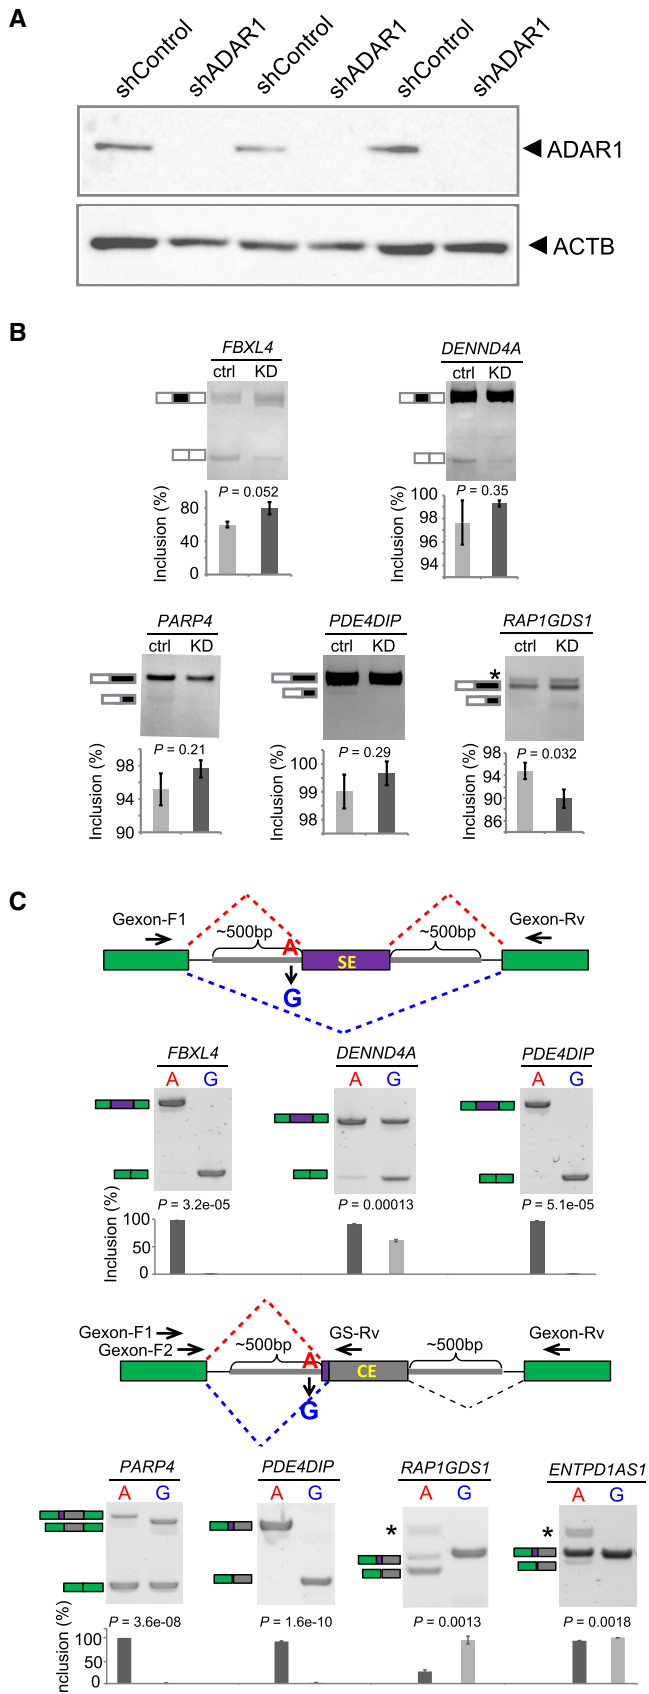 A
shControl shADAR1 shControl shADAR1 shControl shADAR1
ADAR1
ACTB
B
FBXL4 DENND4A
ctrl KD ctrl KD
Inclusion (%) P = 0.052 80 40 0
Inclusion (%) P = 0.35 100 98 96 94
PARP4 PDE4DIP RAP1GDS1
ctrl KD ctrl KD ctrl KD
*
Inclusion (%) P = 0.21 98 94 90
Inclusion (%) P = 0.29 100 99 98
Inclusion (%) P = 0.032 98 94 90 86
C
Gexon-F1 ~500bp ~500bp Gexon-Rv
A SE
G
FBXL4 DENND4A PDE4DIP
A G A G A G
P = 3.2e-05 P = 0.00013 P = 5.1e-05
Inclusion (%) 100 50 0
Gexon-F1 GS-Rv
Gexon-F2 ~500bp ~500bp Gexon-Rv
A CE
G
PARP4 PDE4DIP RAP1GDS1 ENTPD1AS1
A G A G A G A G
* *
P = 3.6e-08 P = 1.6e-10 P = 0.0013 P = 0.0018
nclusion (%) 100 50 0